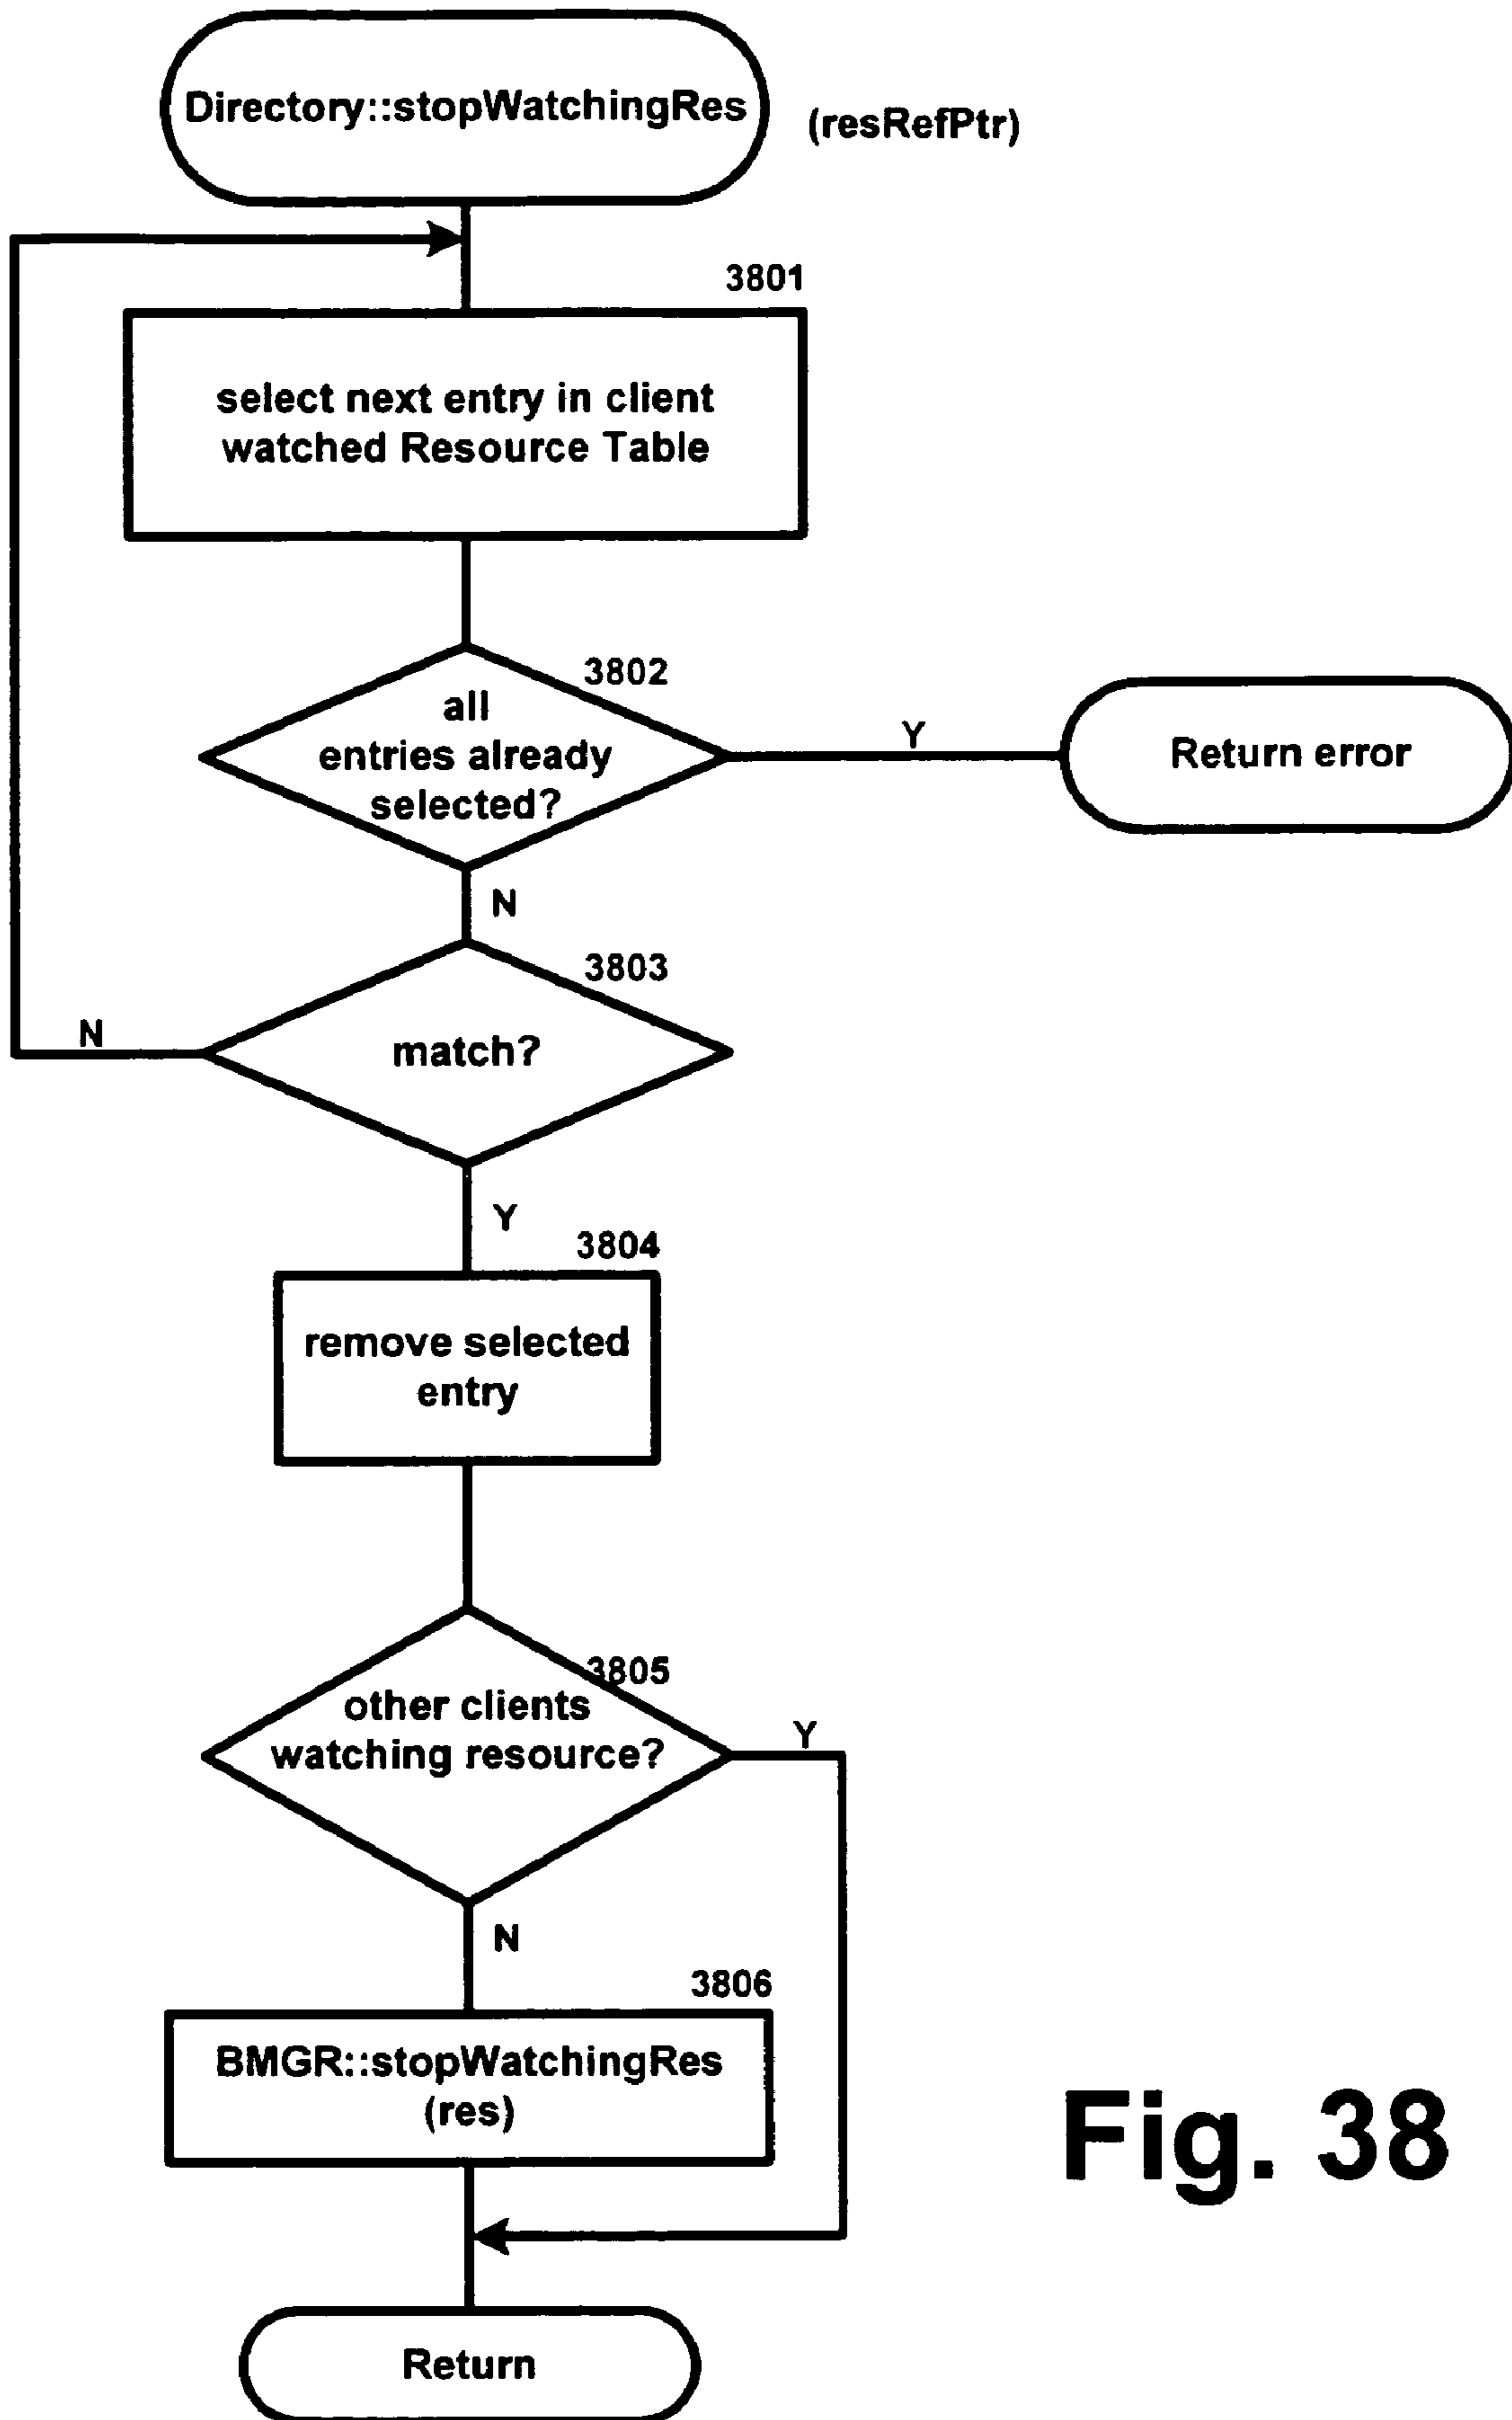 Directory::stopWatchingRes
(resRefPtr)
3801
select next entry in client
watched Resource Table
3802
all
entries already
selected?
Y
Return error
N
3803
match?
N
Y
3804
remove selected
entry
3805
other clients
watching resource?
Y
N
3806
BMGR::stopWatchingRes
(res)
Return
Fig. 38